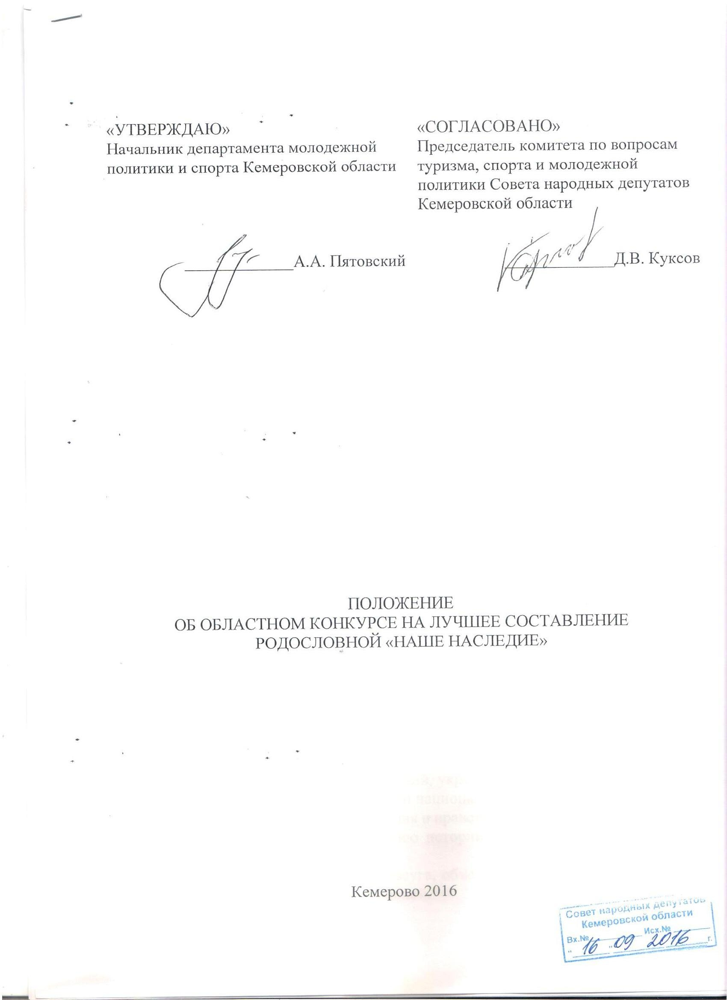 «УТВЕРЖДАЮ»
Начальник департамента молодежной
политики и спорта Кемеровской области
А.А. Пятовский
«СОГЛАСОВАНО»
Председатель комитета по вопросам
туризма, спорта и молодежной
политики Совета народных депутатов
Кемеровской области
Д.В. Куксов
ПОЛОЖЕНИЕ
ОБ ОБЛАСТНОМ КОНКУРСЕ НА ЛУЧШЕЕ СОСТАВЛЕНИЕ
РОДОСЛОВНОЙ «НАШЕ НАСЛЕДИЕ»
Кемерово 2016
Совет народных депутатов
Кемеровской области
Вх.№ Исх.№
" 16 " 09 2016 г.